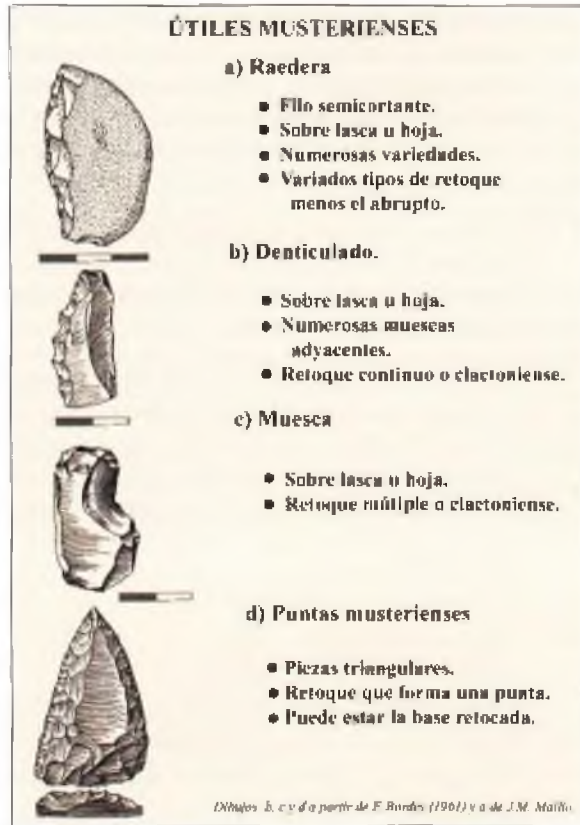 ÚTILES MUSTERIENSES
a) Raedera
● Filo semicortante.
● Sobre lasca u hoja.
● Numerosas variedades.
● Variados tipos de retoque
menos el abrupto.
b) Denticulado.
● Sobre lasca u hoja.
● Numerosas muescas
adyacentes.
● Retoque continuo o clactoniense.
c) Muesca
● Sobre lasca u hoja.
● Retoque múltiple o clactoniense.
d) Puntas musterienses
● Piezas triangulares.
● Retoque que forma una punta.
● Puede estar la base retocada.
Dibujos b, c y d a partir de F. Bordes (1961) y a de J.M. Maíllo.